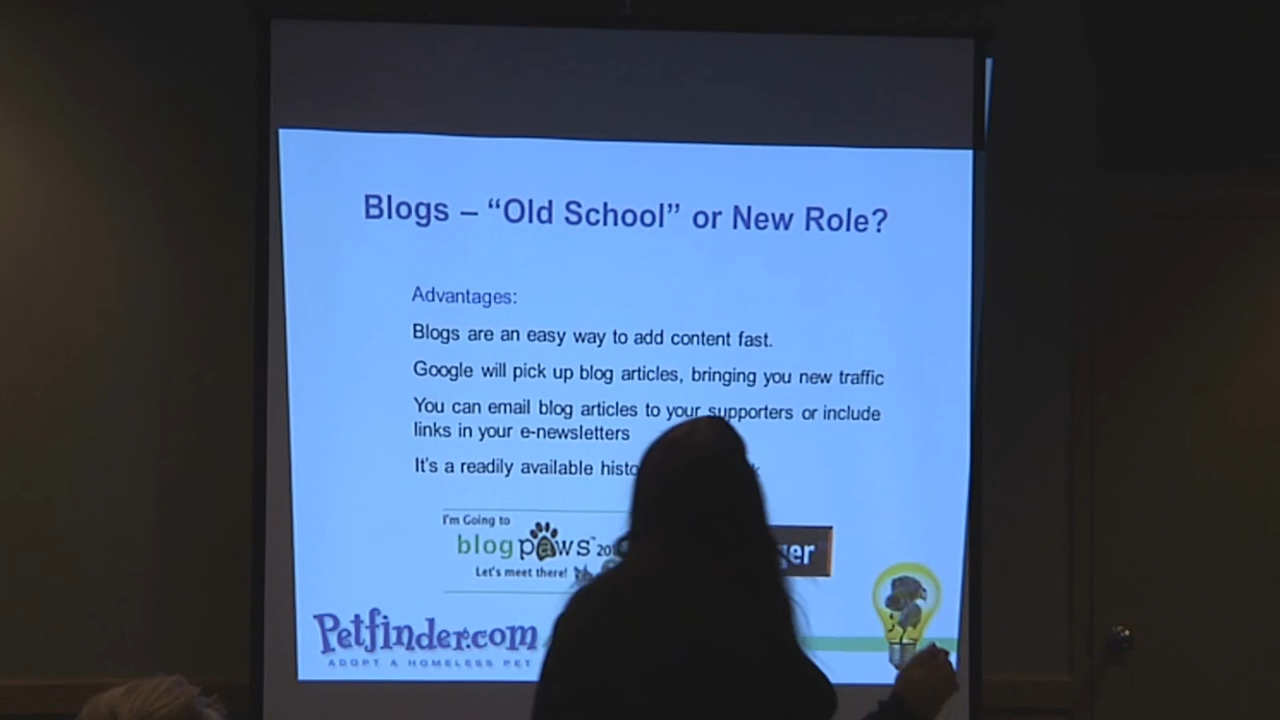 Blogs – “Old School” or New Role?
Advantages:
Blogs are an easy way to add content fast.
Google will pick up blog articles, bringing you new traffic
You can email blog articles to your supporters or include
links in your e-newsletters
It's a readily available
I'm Going to
blogpaws™
Let's meet there!
Petfinder.com
ADOPT A HOMELESS PET